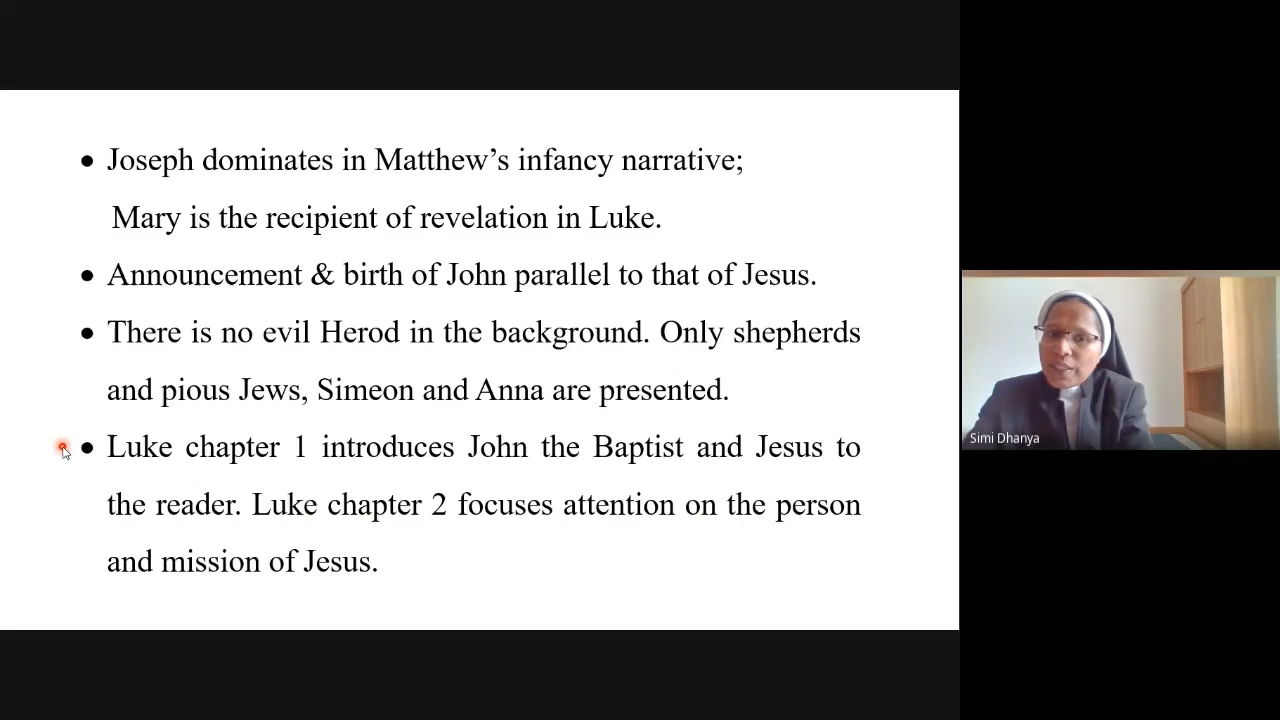 • Joseph dominates in Matthew’s infancy narrative;
Mary is the recipient of revelation in Luke.
• Announcement & birth of John parallel to that of Jesus.
• There is no evil Herod in the background. Only shepherds
and pious Jews, Simeon and Anna are presented.
• Luke chapter 1 introduces John the Baptist and Jesus to
the reader. Luke chapter 2 focuses attention on the person
and mission of Jesus.
Simi Dhanya